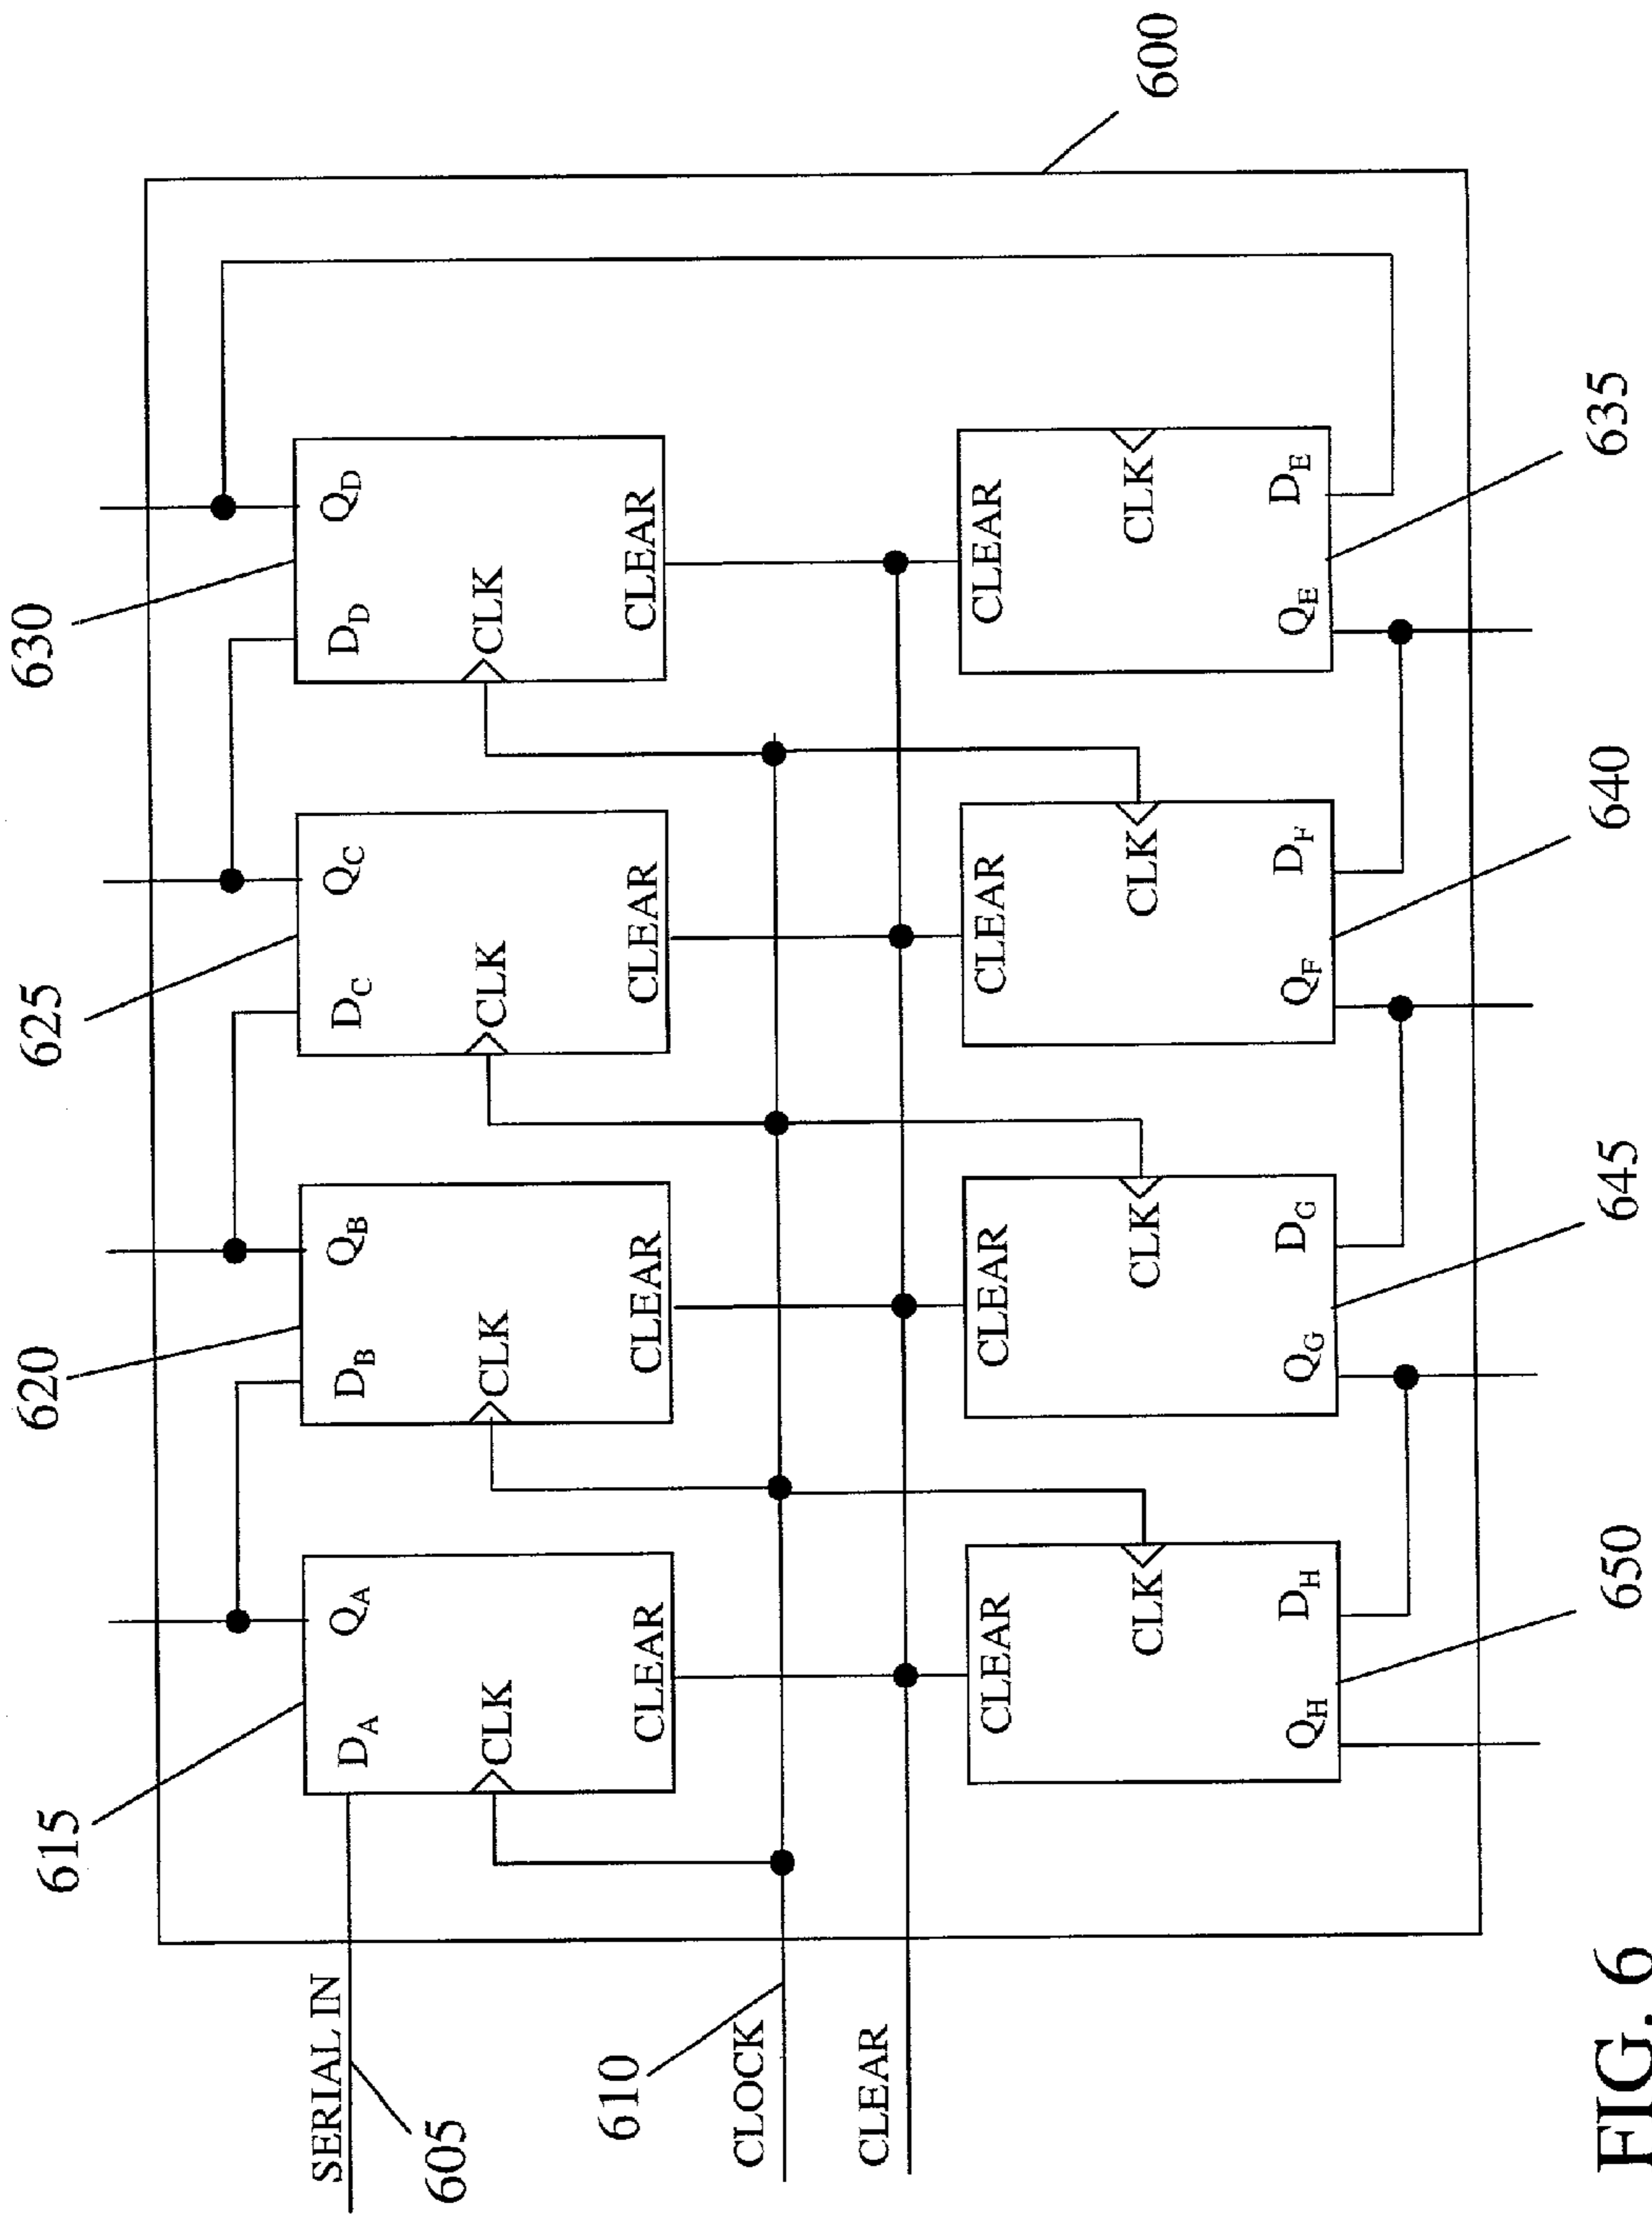 630
625
620
615
D_A Q_A
CLK
CLEAR
D_B Q_B
CLK
CLEAR
D_C Q_C
CLK
CLEAR
D_D Q_D
CLK
CLEAR
SERIAL IN
605
610
CLOCK
CLEAR
CLEAR
CLK
Q_H D_H
CLEAR
CLK
Q_G D_G
CLEAR
CLK
Q_F D_F
CLEAR
CLK
Q_E D_E
600
650
645
640
635
FIG. 6